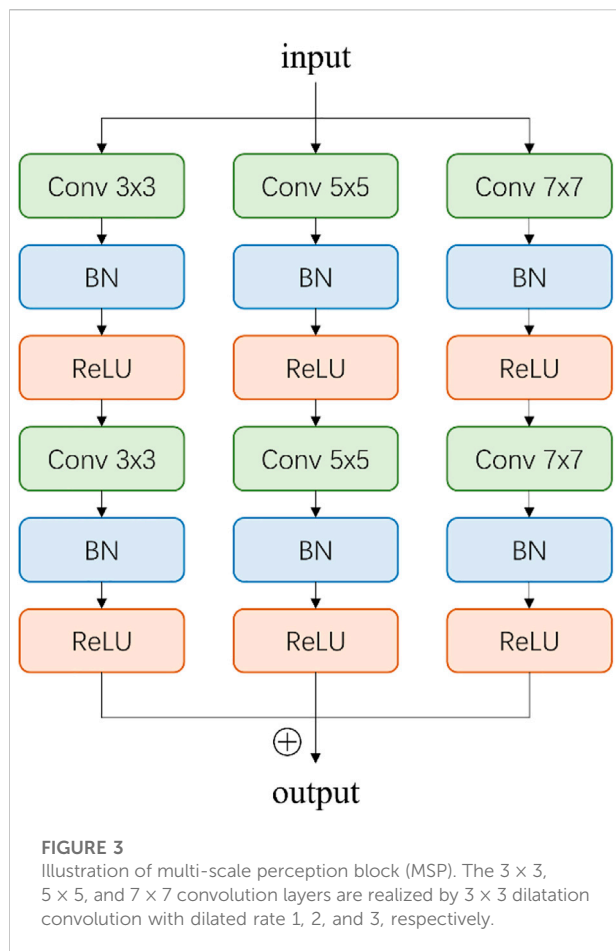 input
Conv 3x3 Conv 5x5 Conv 7x7
BN BN BN
ReLU ReLU ReLU
Conv 3x3 Conv 5x5 Conv 7x7
BN BN BN
ReLU ReLU ReLU
⊕
output
FIGURE 3
Illustration of multi-scale perception block (MSP). The 3 × 3,
5 × 5, and 7 × 7 convolution layers are realized by 3 × 3 dilatation
convolution with dilated rate 1, 2, and 3, respectively.